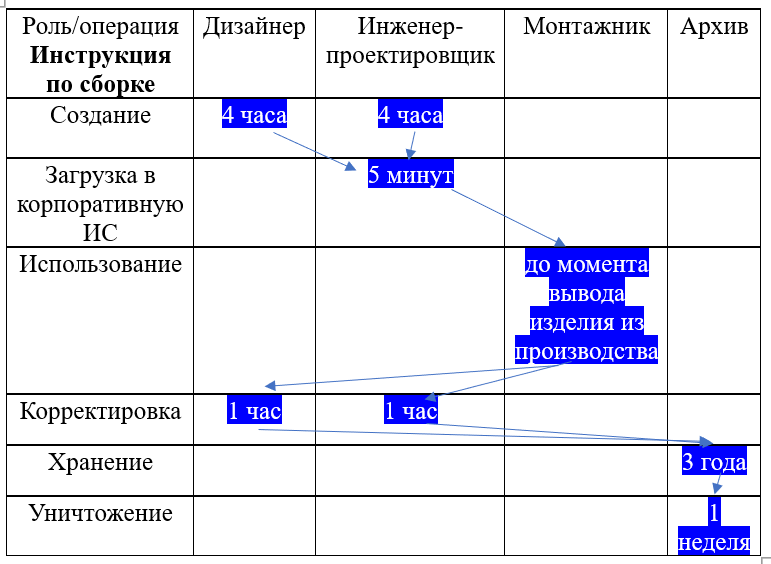 Роль/операция
Инструкция
по сборке
Дизайнер
Инженер-
проектировщик
Монтажник
Архив
Создание
4 часа
4 часа
Загрузка в
корпоративную
ИС
5 минут
Использование
до момента
вывода
изделия из
производства
Корректировка
1 час
1 час
Хранение
3 года
Уничтожение
1
неделя